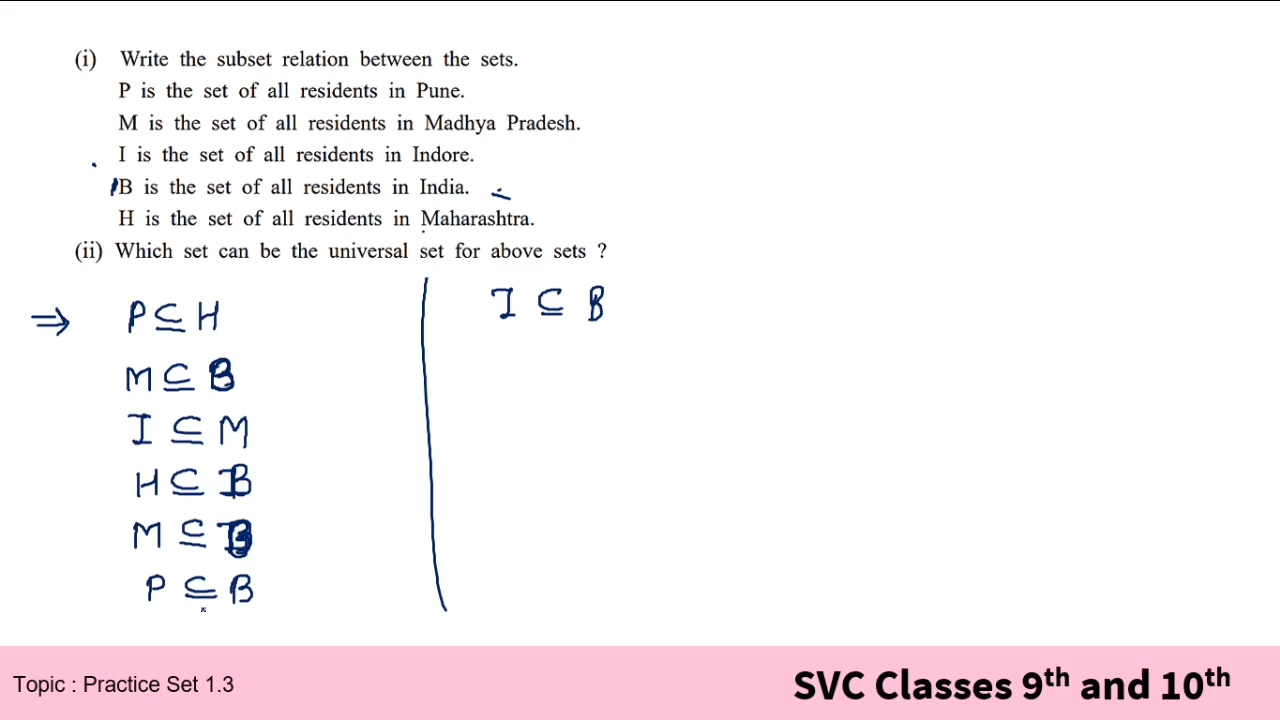 (i) Write the subset relation between the sets.
P is the set of all residents in Pune.
M is the set of all residents in Madhya Pradesh.
I is the set of all residents in Indore.
B is the set of all residents in India.
H is the set of all residents in Maharashtra.
(ii) Which set can be the universal set for above sets ?
⇒ P ⊆ H
M ⊆ B
I ⊆ M
H ⊆ B
M ⊆ B
P ⊆ B
I ⊆ B
Topic : Practice Set 1.3
SVC Classes 9th and 10th